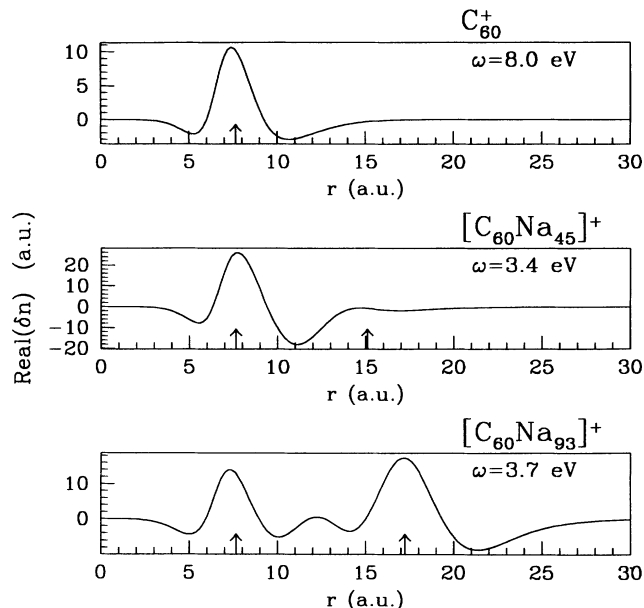 C₆₀⁺
ω=8.0 eV
10
5
0
0 5 10 15 20 25 30
r (a.u.)
Real(δn) (a.u.)
[C₆₀Na₄₅]⁺
ω=3.4 eV
20
10
0
-10
-20
0 5 10 15 20 25 30
r (a.u.)
[C₆₀Na₉₃]⁺
ω=3.7 eV
10
0
0 5 10 15 20 25 30
r (a.u.)